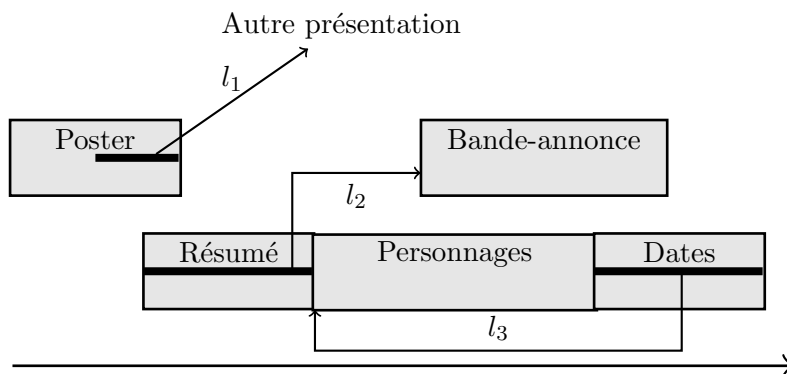 Autre présentation
l1
Poster
Bande-annonce
l2
Résumé
Personnages
Dates
l3